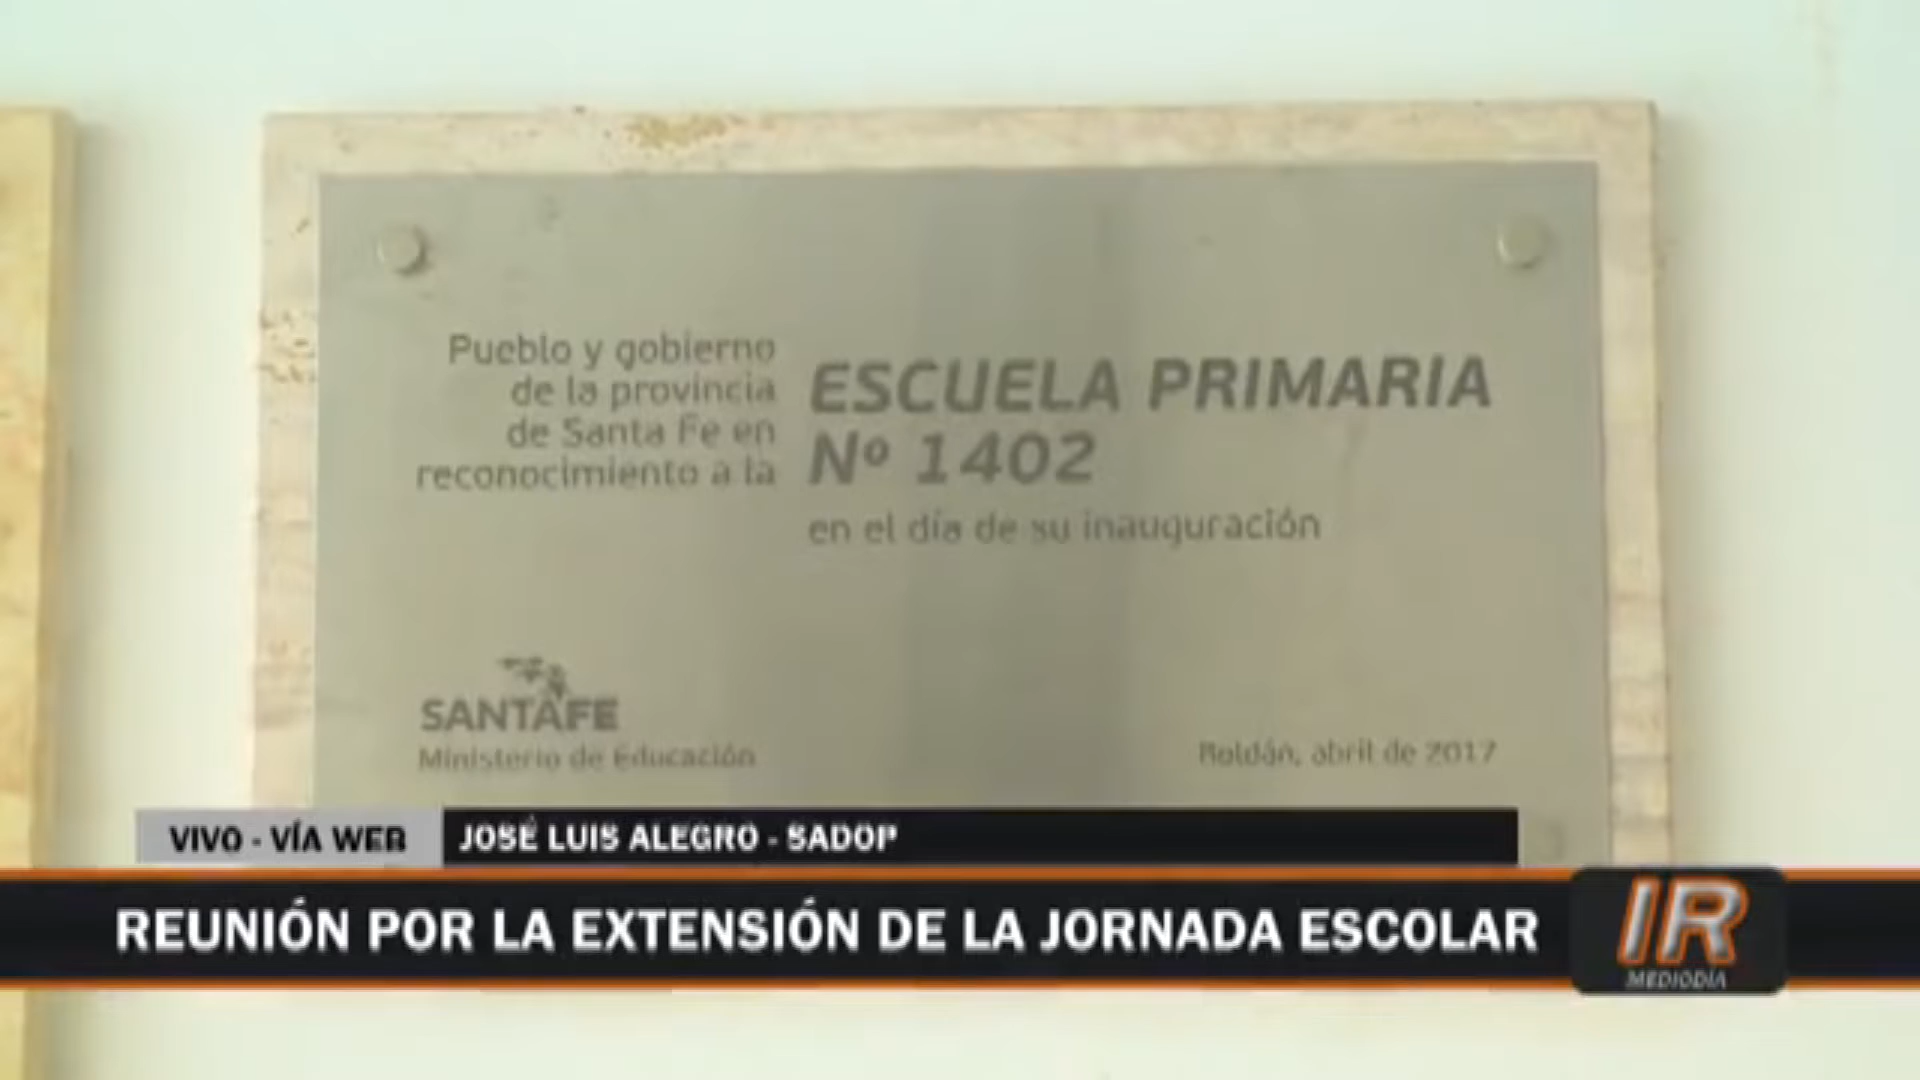 Pueblo y gobierno
de la provincia
de Santa Fe en
reconocimiento a la
ESCUELA PRIMARIA
Nº 1402
en el día de su inauguración
SANTAFE
Ministerio de Educación
Roldán, abril de 2017
VIVO - VÍA WEB
JOSÉ LUIS ALEGRO - SADOP
REUNIÓN POR LA EXTENSIÓN DE LA JORNADA ESCOLAR
IR
MEDIODÍA